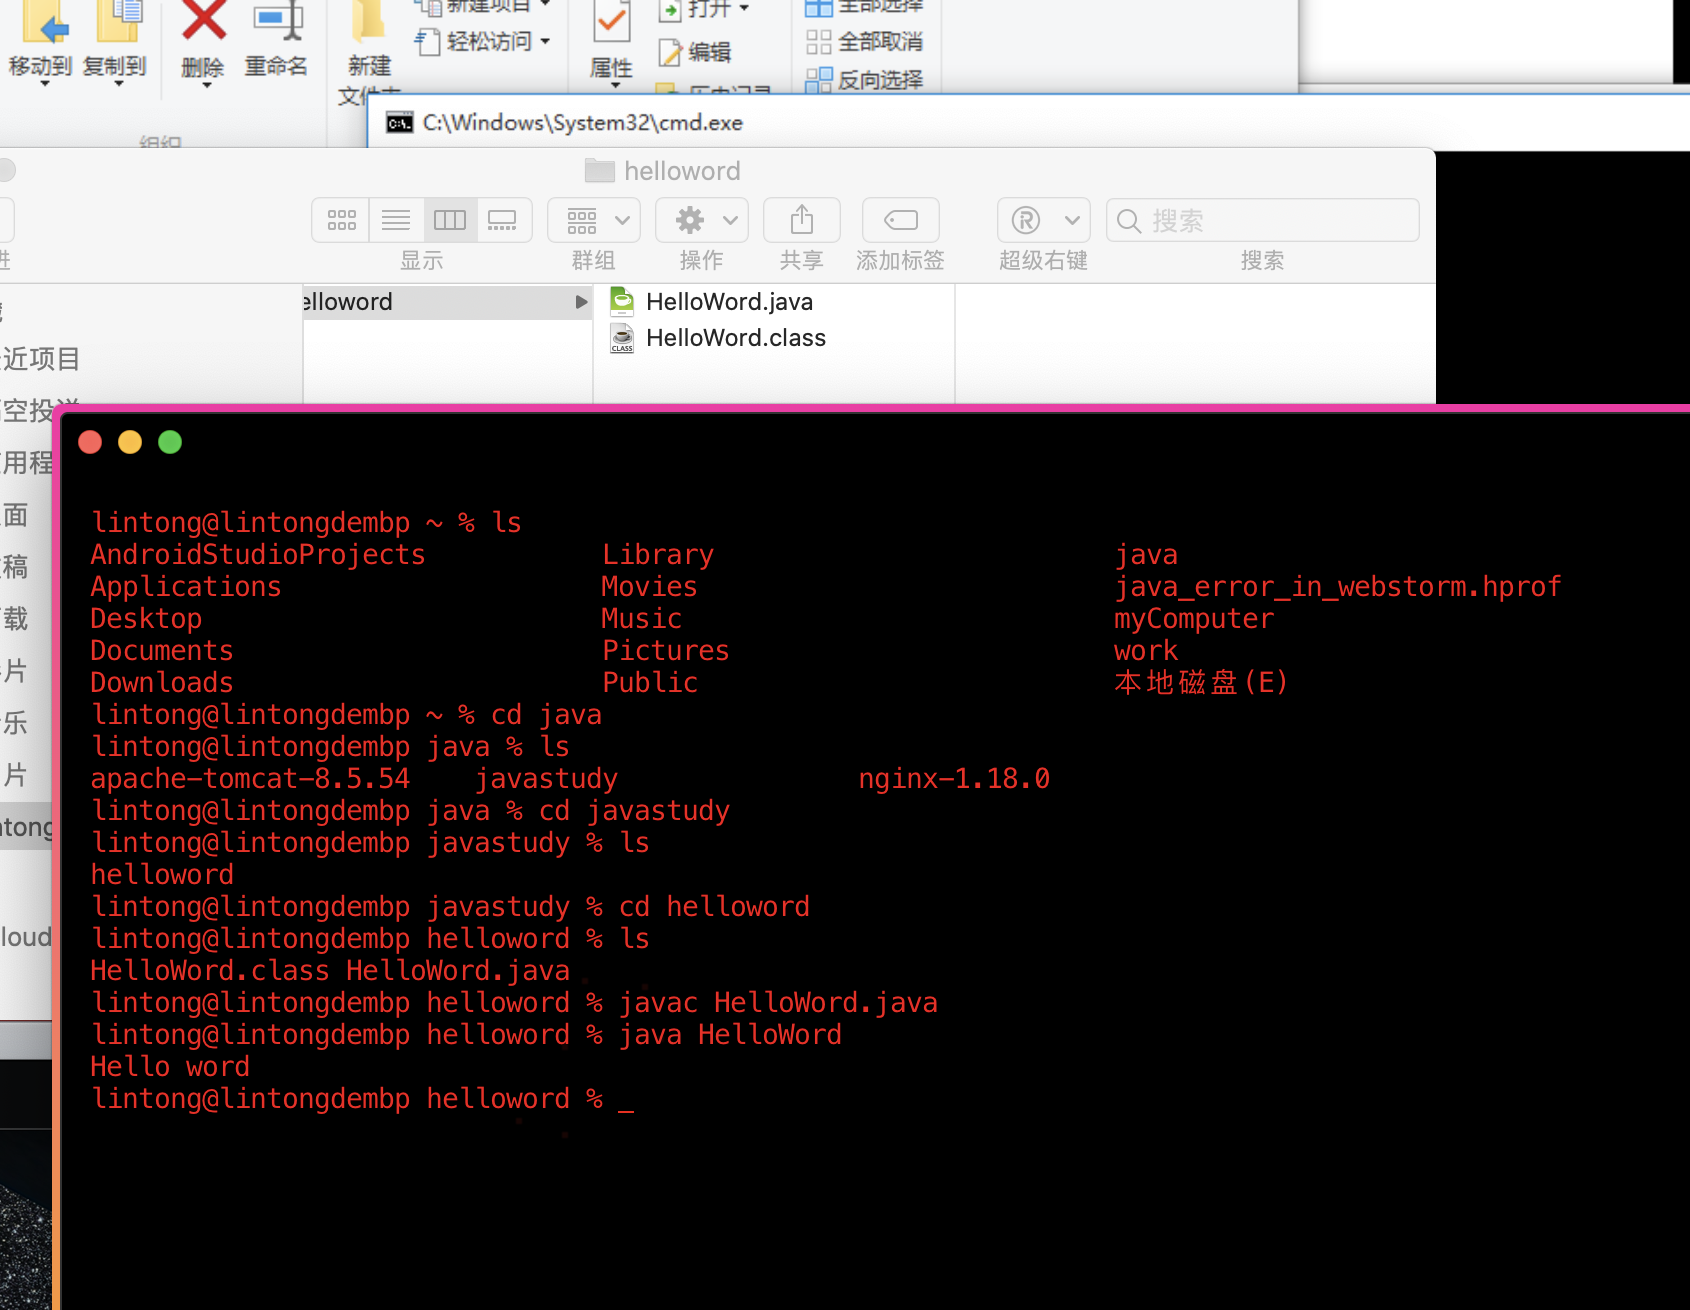 新建项目
打开
全部选择
移动到
复制到
删除
重命名
新建
轻松访问
属性
编辑
全部取消
反向选择
历史记录
组织
C:\Windows\System32\cmd.exe
helloword
搜索
进
显示
群组
操作
共享
添加标签
超级右键
搜索
elloword
HelloWord.java
HelloWord.class
近项目
空投送
用程
面
稿
载
片
乐
片
ntong
loud
lintong@lintongdembp ~ % ls
AndroidStudioProjects Library java
Applications Movies java_error_in_webstorm.hprof
Desktop Music myComputer
Documents Pictures work
Downloads Public 本地磁盘(E)
lintong@lintongdembp ~ % cd java
lintong@lintongdembp java % ls
apache-tomcat-8.5.54 javastudy nginx-1.18.0
lintong@lintongdembp java % cd javastudy
lintong@lintongdembp javastudy % ls
helloword
lintong@lintongdembp javastudy % cd helloword
lintong@lintongdembp helloword % ls
HelloWord.class HelloWord.java
lintong@lintongdembp helloword % javac HelloWord.java
lintong@lintongdembp helloword % java HelloWord
Hello word
lintong@lintongdembp helloword % _